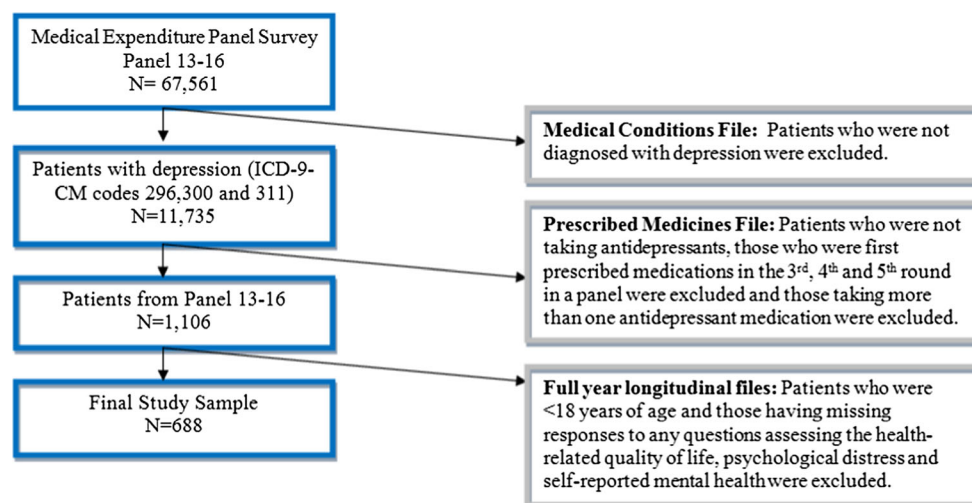 Medical Expenditure Panel Survey
Panel 13-16
N= 67,561
Medical Conditions File: Patients who were not
diagnosed with depression were excluded.
Patients with depression (ICD-9-
CM codes 296,300 and 311)
N=11,735
Prescribed Medicines File: Patients who were not
taking antidepressants, those who were first
prescribed medications in the 3rd, 4th and 5th round
in a panel were excluded and those taking more
than one antidepressant medication were excluded.
Patients from Panel 13-16
N=1,106
Full year longitudinal files: Patients who were
<18 years of age and those having missing
responses to any questions assessing the health-
related quality of life, psychological distress and
self-reported mental health were excluded.
Final Study Sample
N=688